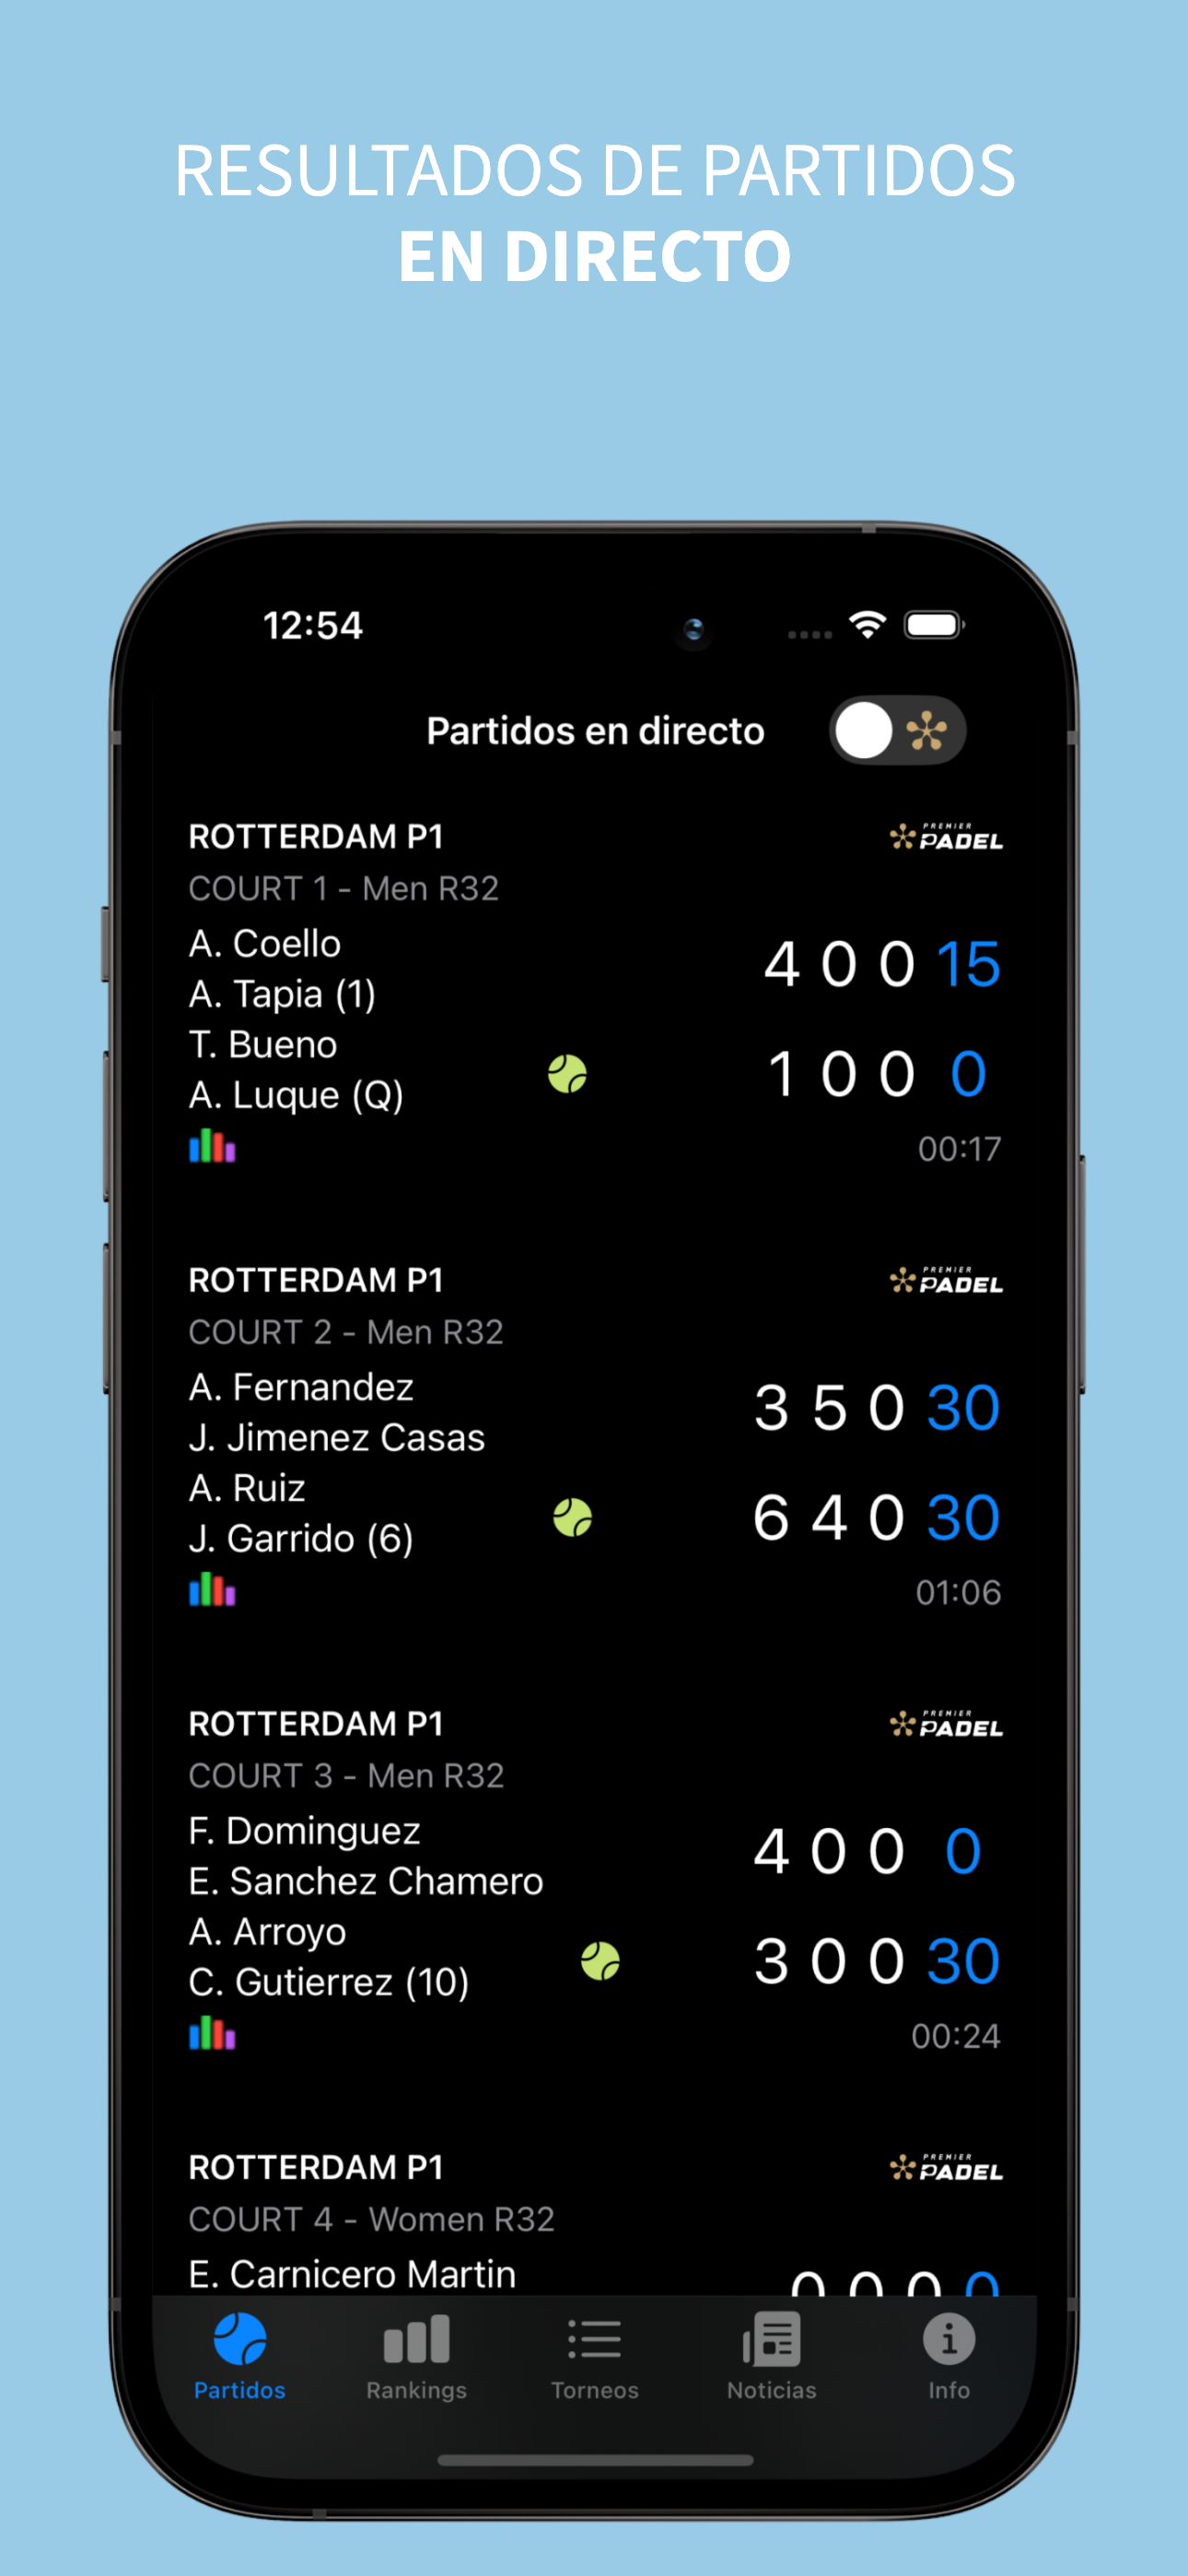 RESULTADOS DE PARTIDOS
EN DIRECTO
12:54
Partidos en directo
ROTTERDAM P1
PREMIER
PADEL
COURT 1 - Men R32
A. Coello
A. Tapia (1)
4 0 0 15
T. Bueno
A. Luque (Q)
1 0 0 0
00:17
ROTTERDAM P1
PREMIER
PADEL
COURT 2 - Men R32
A. Fernandez
J. Jimenez Casas
3 5 0 30
A. Ruiz
J. Garrido (6)
6 4 0 30
01:06
ROTTERDAM P1
PREMIER
PADEL
COURT 3 - Men R32
F. Dominguez
E. Sanchez Chamero
4 0 0 0
A. Arroyo
C. Gutierrez (10)
3 0 0 30
00:24
ROTTERDAM P1
PREMIER
PADEL
COURT 4 - Women R32
E. Carnicero Martin
0 0 0 0
Partidos
Rankings
Torneos
Noticias
Info